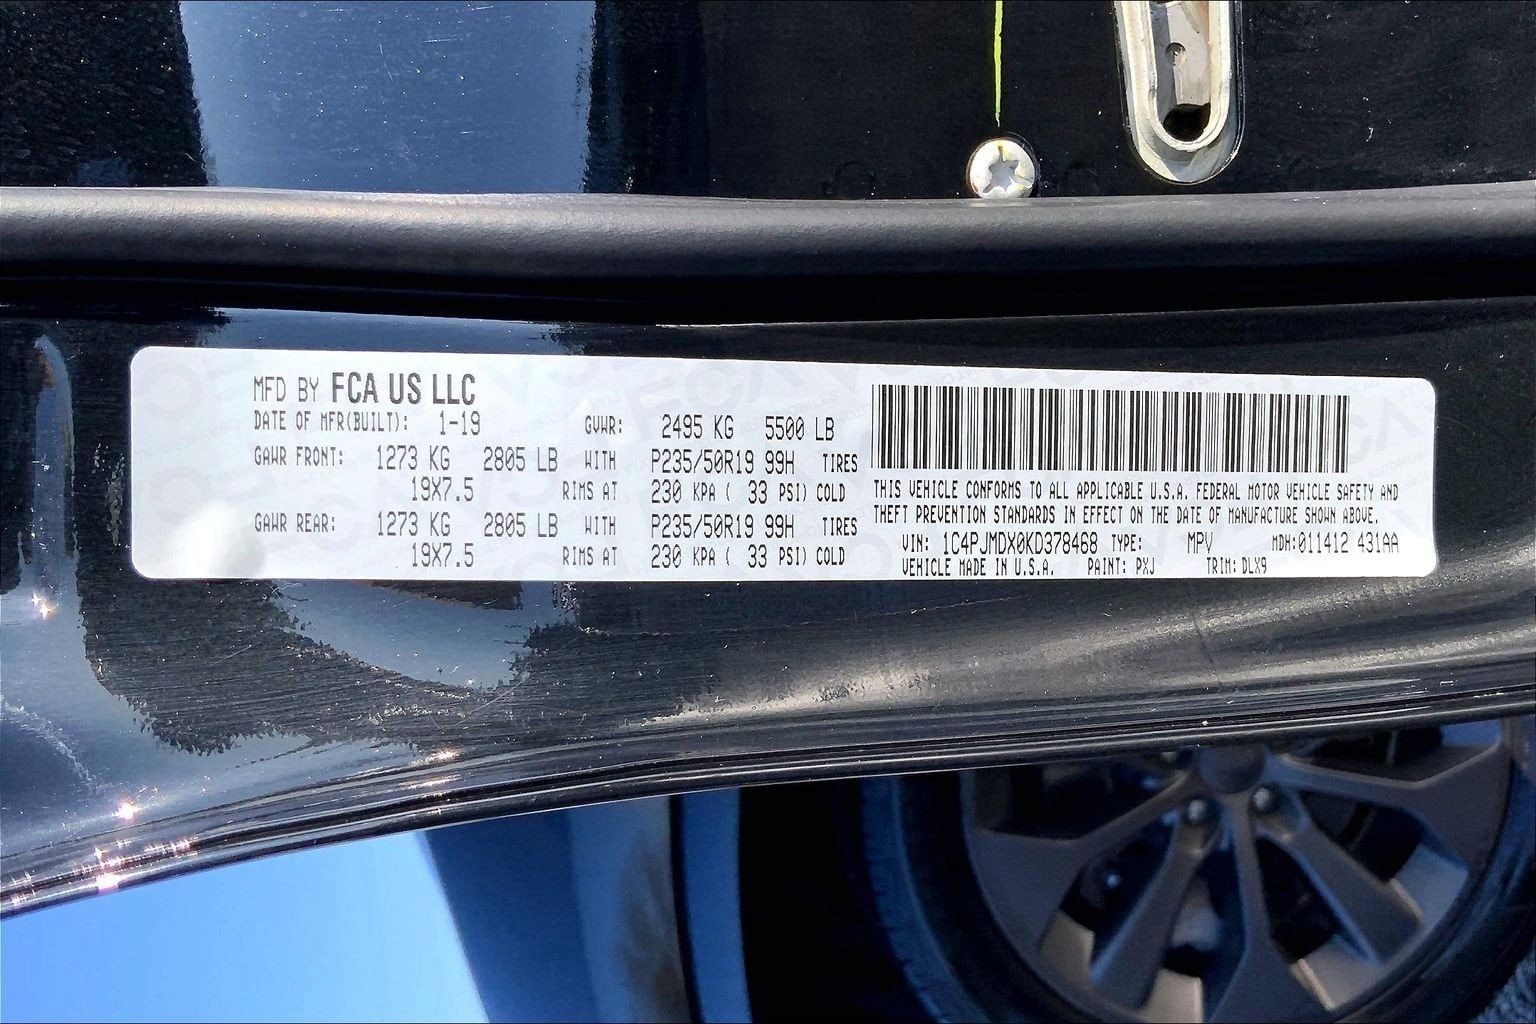 MFD BY FCA US LLC
DATE OF MFR(BUILT): 1-19 GVWR: 2495 KG 5500 LB
GAWR FRONT: 1273 KG 2805 LB WITH P235/50R19 99H TIRES
19X7.5 RIMS AT 230 KPA ( 33 PSI) COLD
GAWR REAR: 1273 KG 2805 LB WITH P235/50R19 99H TIRES
19X7.5 RIMS AT 230 KPA ( 33 PSI) COLD
THIS VEHICLE CONFORMS TO ALL APPLICABLE U.S.A. FEDERAL MOTOR VEHICLE SAFETY AND
THEFT PREVENTION STANDARDS IN EFFECT ON THE DATE OF MANUFACTURE SHOWN ABOVE.
VIN: 1C4PJMDX0KD378468 TYPE: MPV MDH:011412 431AA
VEHICLE MADE IN U.S.A. PAINT: PXJ TRIM: DLX9